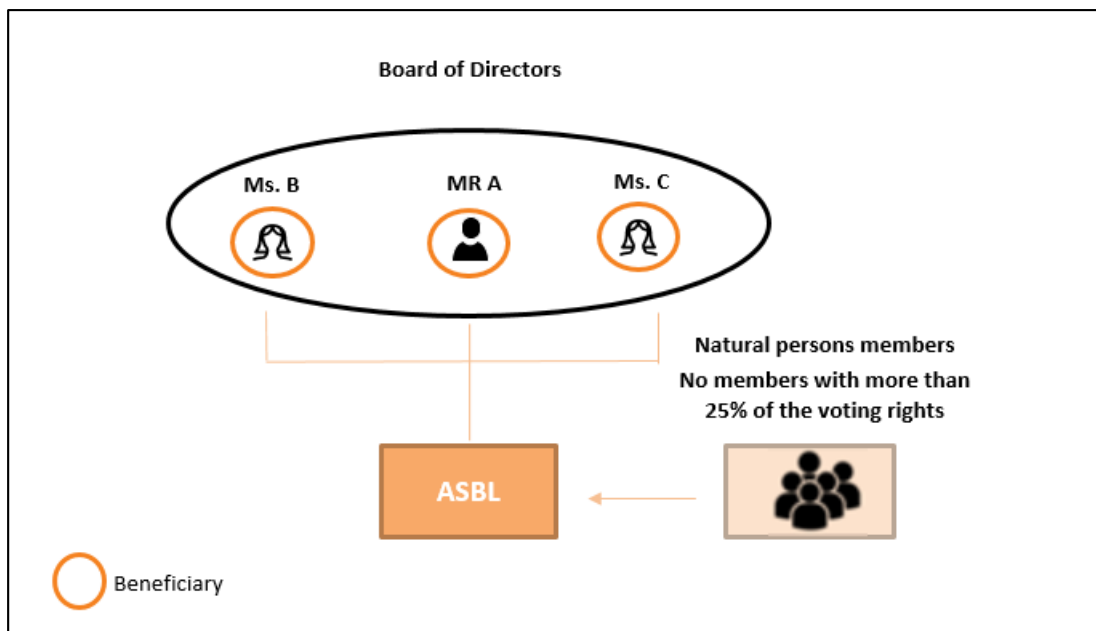 Board of Directors
Ms. B
MR A
Ms. C
Natural persons members
No members with more than
25% of the voting rights
ASBL
Beneficiary